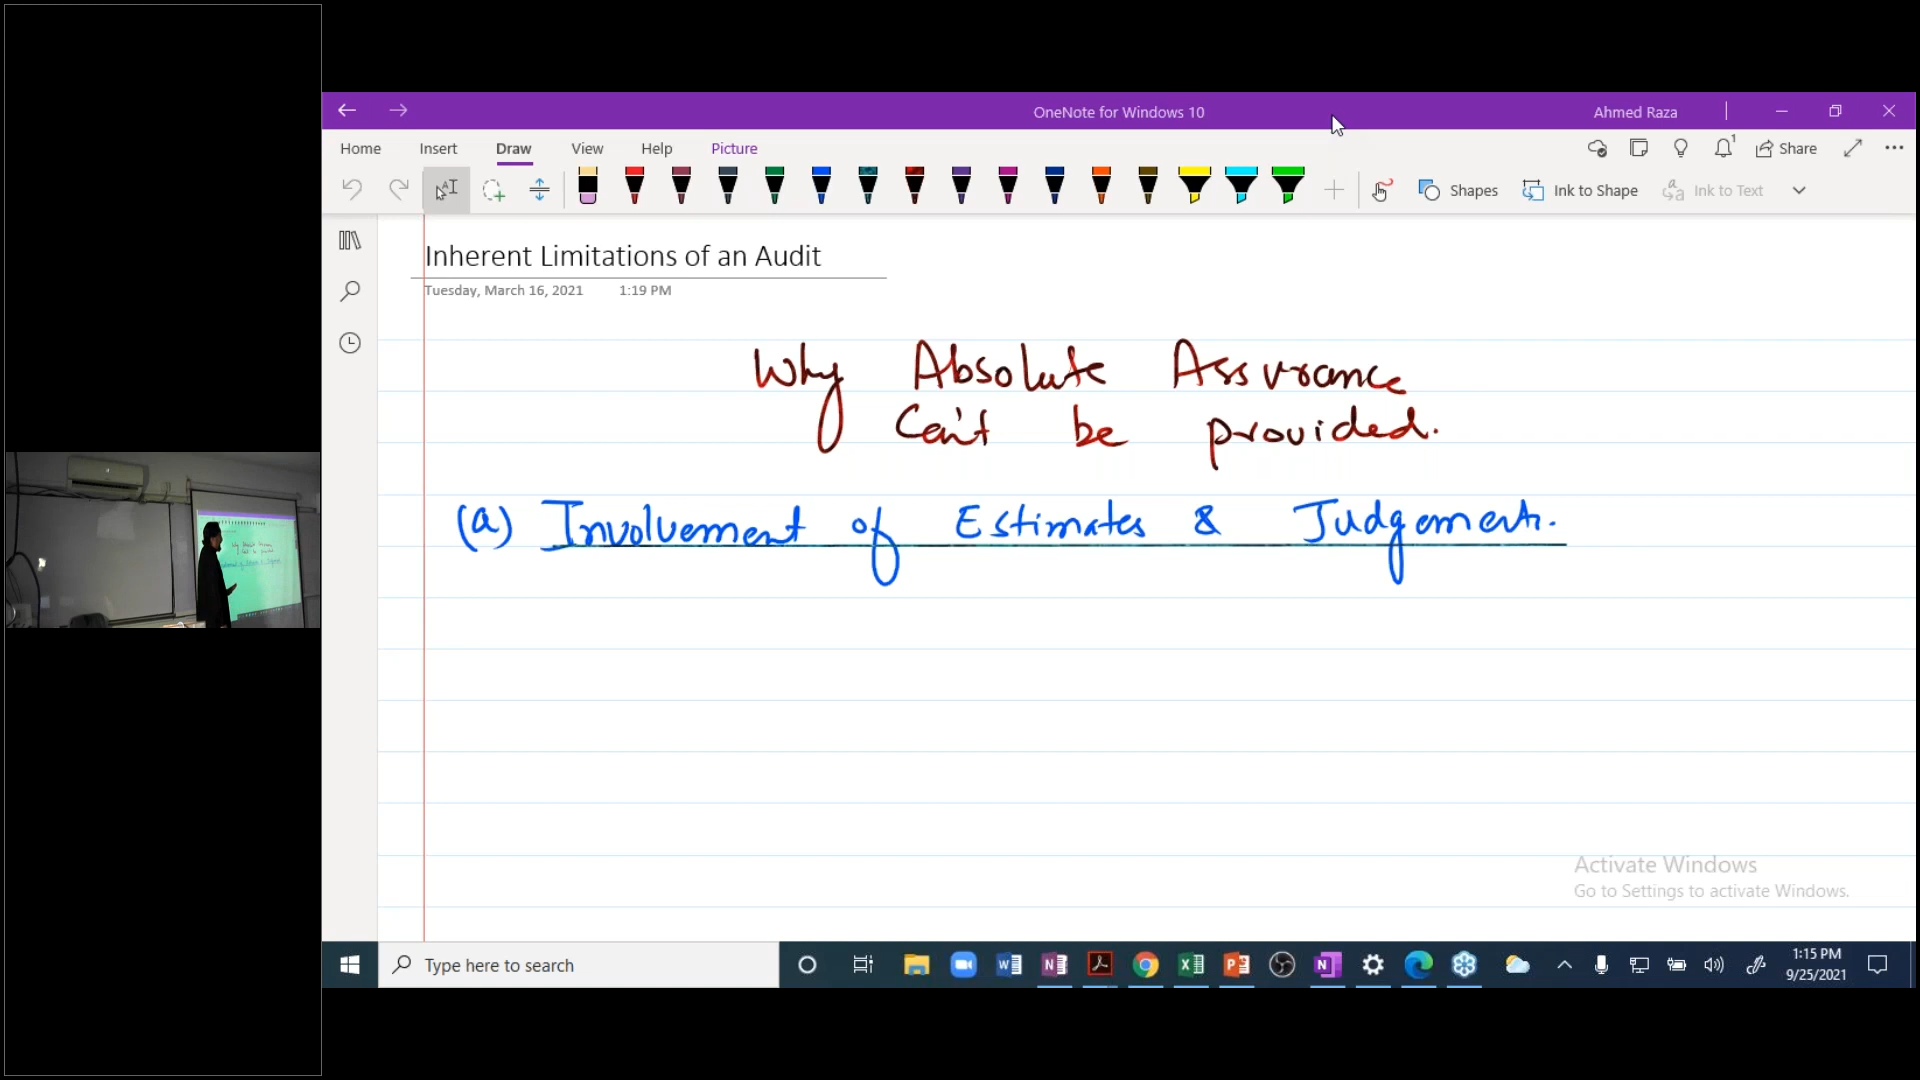 OneNote for Windows 10
Ahmed Raza
Home Insert Draw View Help Picture
Share
Shapes Ink to Shape Ink to Text
Inherent Limitations of an Audit
Tuesday, March 16, 2021 1:19 PM
Why Absolute Assurance
Can't be provided.
(a) Involvement of Estimates & Judgements.
Activate Windows
Go to Settings to activate Windows.
Type here to search
1:15 PM
9/25/2021